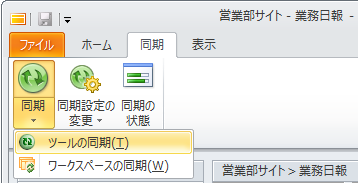 営業部サイト - 業務日報
ファイル ホーム 同期 表示
同期 同期設定の変更 同期の状態
ツールの同期(T)
ワークスペースの同期(W)
営業部サイト > 業務日報